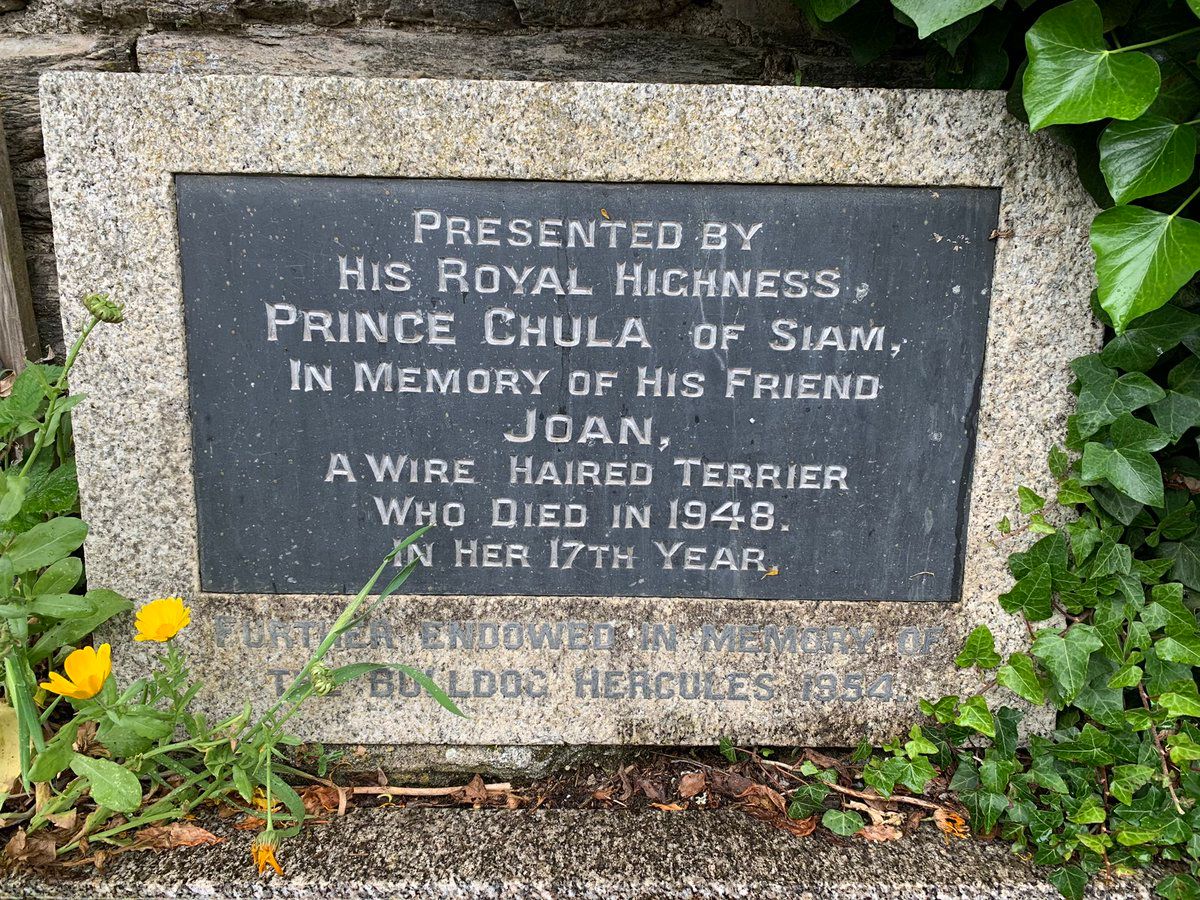 PRESENTED BY
HIS ROYAL HIGHNESS,
PRINCE CHULA OF SIAM,
IN MEMORY OF HIS FRIEND
JOAN,
A WIRE HAIRED TERRIER
WHO DIED IN 1948.
IN HER 17TH YEAR.
FURTHER ENDOWED IN MEMORY OF
THE BULLDOG HERCULES 1954.